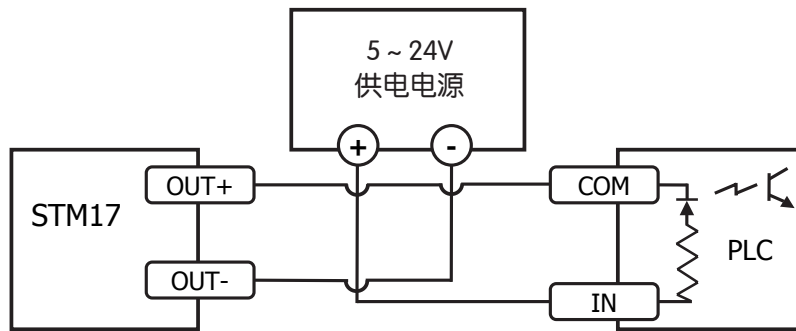 5 ~ 24V
供电电源
+ -
OUT+
COM
STM17
PLC
OUT-
IN